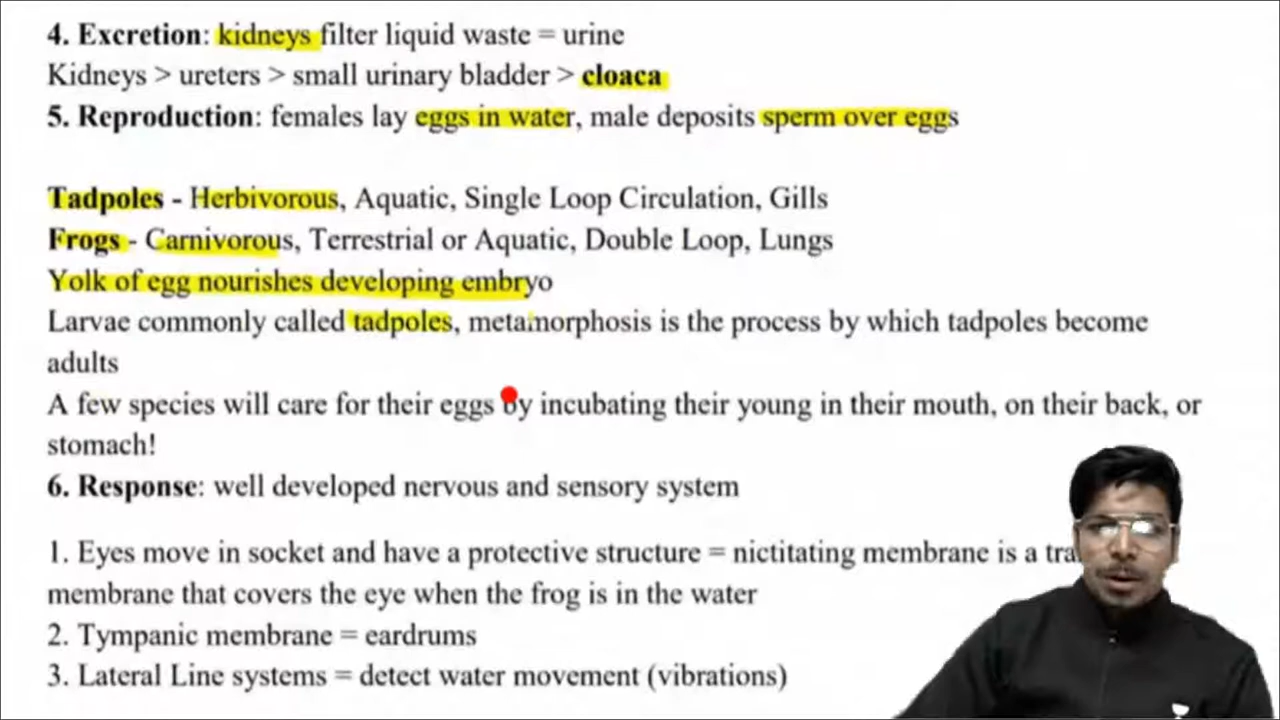 4. Excretion: kidneys filter liquid waste = urine
Kidneys > ureters > small urinary bladder > cloaca
5. Reproduction: females lay eggs in water, male deposits sperm over eggs
Tadpoles - Herbivorous, Aquatic, Single Loop Circulation, Gills
Frogs - Carnivorous, Terrestrial or Aquatic, Double Loop, Lungs
Yolk of egg nourishes developing embryo
Larvae commonly called tadpoles, metamorphosis is the process by which tadpoles become
adults
A few species will care for their eggs by incubating their young in their mouth, on their back, or
stomach!
6. Response: well developed nervous and sensory system
1. Eyes move in socket and have a protective structure = nictitating membrane is a
membrane that covers the eye when the frog is in the water
2. Tympanic membrane = eardrums
3. Lateral Line systems = detect water movement (vibrations)